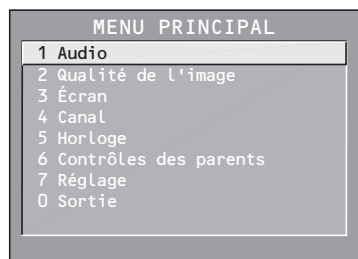 MENU PRINCIPAL
1 Audio
2 Qualité de l'image
3 Écran
4 Canal
5 Horloge
6 Contrôles des parents
7 Réglage
0 Sortie